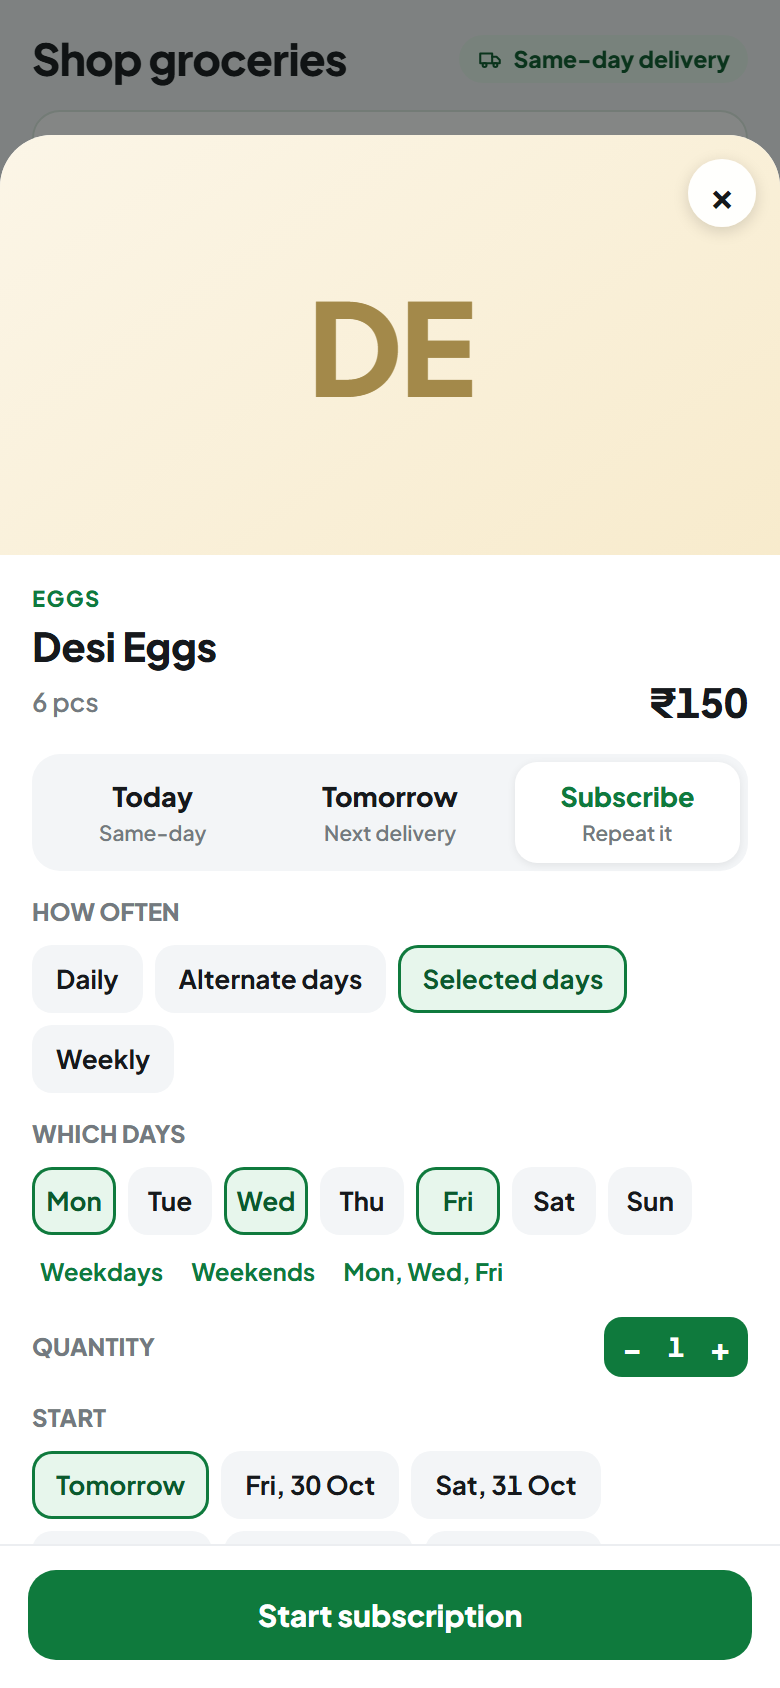 Shop groceries
Same-day delivery
×
DE
EGGS
Desi Eggs
6 pcs
₹150
Today
Same-day
Tomorrow
Next delivery
Subscribe
Repeat it
HOW OFTEN
Daily
Alternate days
Selected days
Weekly
WHICH DAYS
Mon Tue Wed Thu Fri Sat Sun
Weekdays Weekends Mon, Wed, Fri
QUANTITY
− 1 +
START
Tomorrow
Fri, 30 Oct
Sat, 31 Oct
Start subscription